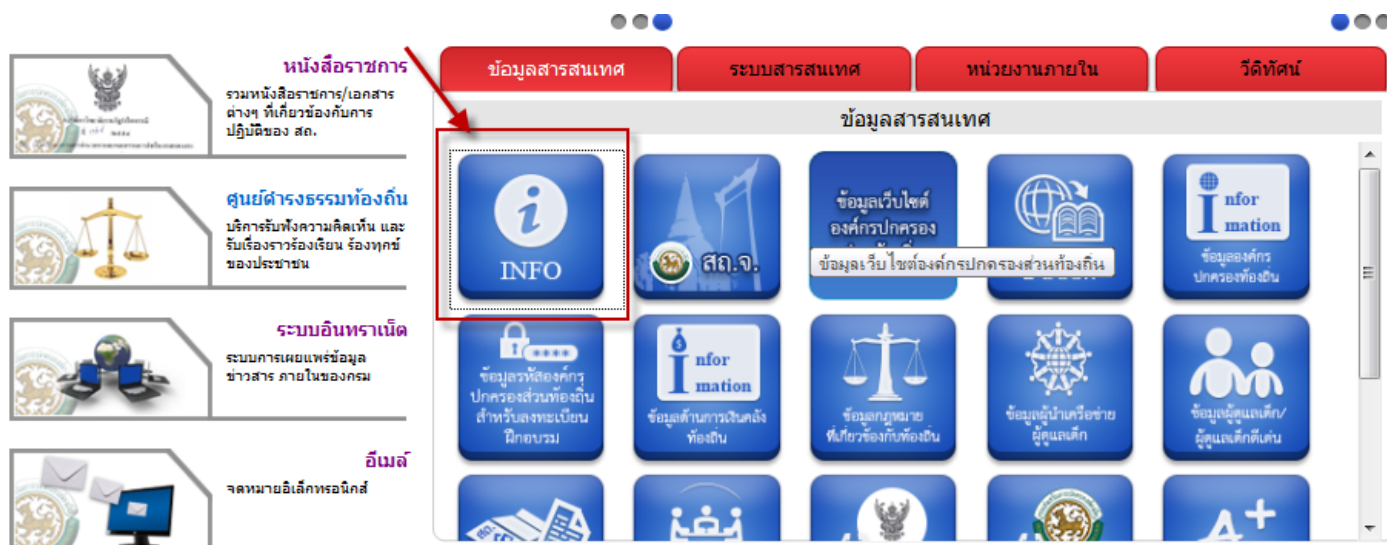 หนังสือราชการ
รวมหนังสือราชการ/เอกสาร
ต่างๆ ที่เกี่ยวข้องกับการ
ปฏิบัติของ สถ.
ศูนย์ดำรงธรรมท้องถิ่น
บริการรับฟังความคิดเห็น และ
รับเรื่องราวร้องเรียน ร้องทุกข์
ของประชาชน
ระบบอินทราเน็ต
ระบบการเผยแพร่ข้อมูล
ข่าวสาร ภายในของกรม
อีเมล์
จดหมายอิเล็กทรอนิกส์
ข้อมูลสารสนเทศ
ระบบสารสนเทศ
หน่วยงานภายใน
วีดิทัศน์
ข้อมูลสารสนเทศ
i
INFO
สถ.จ.
ข้อมูลเว็บไซต์
องค์กรปกครอง
ข้อมูลเว็บไซต์องค์กรปกครองส่วนท้องถิ่น
Infor
mation
ข้อมูลองค์กร
ปกครองท้องถิ่น
ข้อมูลรหัสองค์กร
ปกครองส่วนท้องถิ่น
สำหรับลงทะเบียน
ฝึกอบรม
Infor
mation
ข้อมูลด้านการเงินคลัง
ท้องถิ่น
ข้อมูลกฎหมาย
ที่เกี่ยวข้องกับท้องถิ่น
ข้อมูลผู้นำเครือข่าย
ผู้ดูแลเด็ก
ข้อมูลผู้ดูแลเด็ก/
ผู้ดูแลเด็กดีเด่น
A+